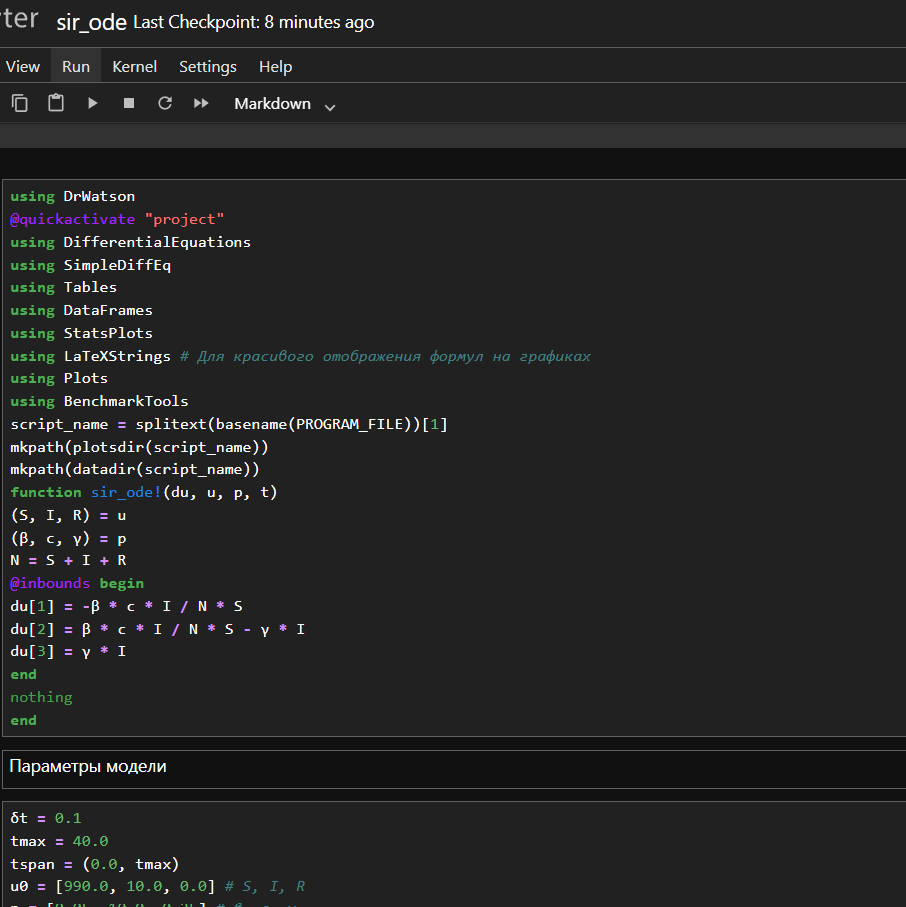 sir_ode Last Checkpoint: 8 minutes ago
View Run Kernel Settings Help
Markdown
using DrWatson
@quickactivate "project"
using DifferentialEquations
using SimpleDiffEq
using Tables
using DataFrames
using StatsPlots
using LaTeXStrings # Для красивого отображения формул на графиках
using Plots
using BenchmarkTools
script_name = splitext(basename(PROGRAM_FILE))[1]
mkpath(plotsdir(script_name))
mkpath(datadir(script_name))
function sir_ode!(du, u, p, t)
(S, I, R) = u
(β, c, γ) = p
N = S + I + R
@inbounds begin
du[1] = -β * c * I / N * S
du[2] = β * c * I / N * S - γ * I
du[3] = γ * I
end
nothing
end
Параметры модели
δt = 0.1
tmax = 40.0
tspan = (0.0, tmax)
u0 = [990.0, 10.0, 0.0] # S, I, R